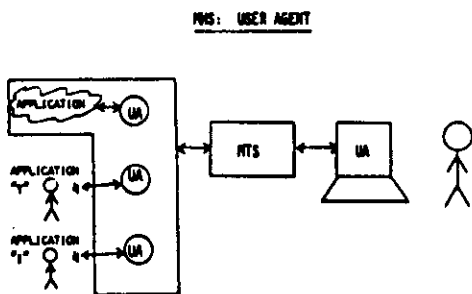 MHS: USER AGENT
APPLICATION
UA
MTS
UA
APPLICATION
UA
"Y"
APPLICATION
UA
"I"